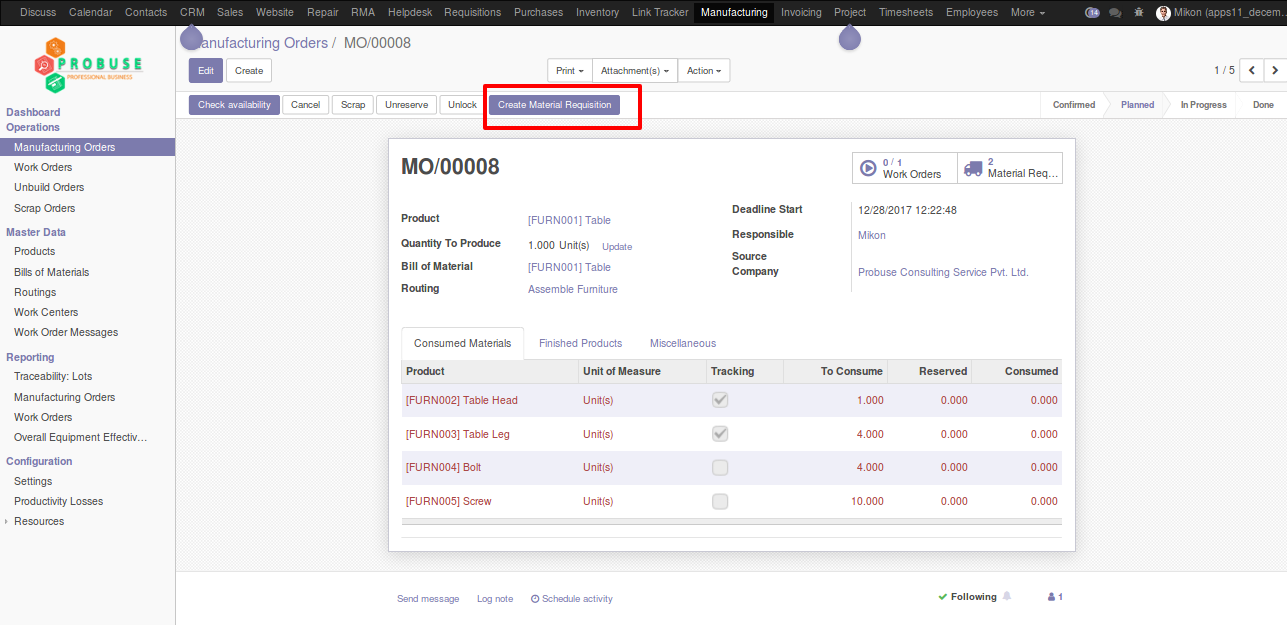 Discuss Calendar Contacts CRM Sales Website Repair RMA Helpdesk Requisitions Purchases Inventory Link Tracker Manufacturing Invoicing Project Timesheets Employees More 14 Mikon (apps11_decem...
PROBUSE
PROFESSIONAL BUSINESS
anufacturing Orders / MO/00008
Edit Create Print Attachment(s) Action 1 / 5
Check availability Cancel Scrap Unreserve Unlock Create Material Requisition Confirmed Planned In Progress Done
Dashboard
Operations
Manufacturing Orders
Work Orders
Unbuild Orders
Scrap Orders
Master Data
Products
Bills of Materials
Routings
Work Centers
Work Order Messages
Reporting
Traceability: Lots
Manufacturing Orders
Work Orders
Overall Equipment Effectiv...
Configuration
Settings
Productivity Losses
Resources
MO/00008
0 / 1
Work Orders
2
Material Req...
Product [FURN001] Table
Quantity To Produce 1.000 Unit(s) Update
Bill of Material [FURN001] Table
Routing Assemble Furniture
Deadline Start 12/28/2017 12:22:48
Responsible Mikon
Source
Company Probuse Consulting Service Pvt. Ltd.
Consumed Materials Finished Products Miscellaneous
Product Unit of Measure Tracking To Consume Reserved Consumed
[FURN002] Table Head Unit(s) 1.000 0.000 0.000
[FURN003] Table Leg Unit(s) 4.000 0.000 0.000
[FURN004] Bolt Unit(s) 4.000 0.000 0.000
[FURN005] Screw Unit(s) 10.000 0.000 0.000
Send message Log note Schedule activity Following 1